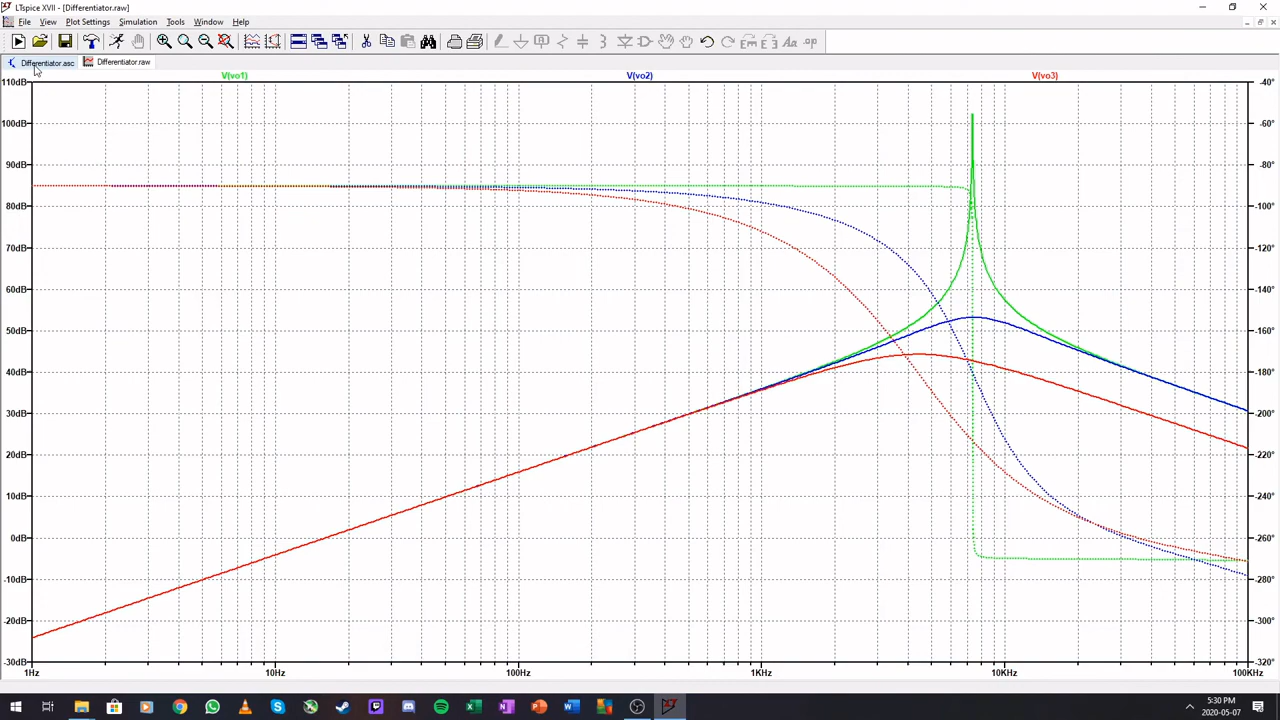 LTspice XVII - [Differentiator.raw]
File View Plot Settings Simulation Tools Window Help
.op
Differentiator.asc Differentiator.raw
V(vo1) V(vo2) V(vo3)
110dB -40°
100dB -60°
90dB -80°
80dB -100°
70dB -120°
60dB -140°
50dB -160°
40dB -180°
30dB -200°
20dB -220°
10dB -240°
0dB -260°
-10dB -280°
-20dB -300°
-30dB -320°
1Hz 10Hz 100Hz 1KHz 10KHz 100KHz
5:30 PM
2020-05-07